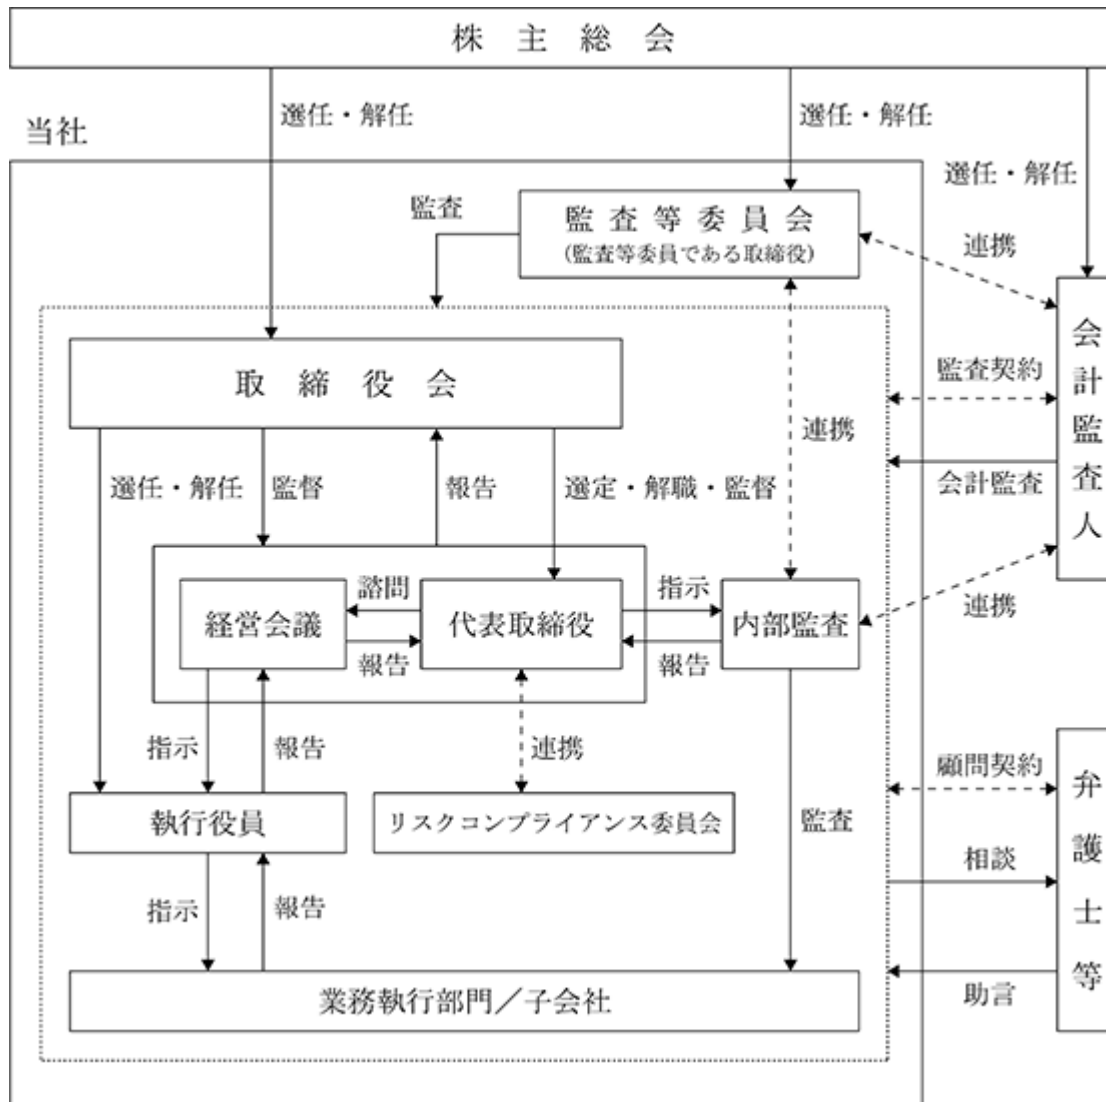 株主総会
選任・解任
選任・解任
選任・解任
当社
監査
監査等委員会
(監査等委員である取締役)
連携
会計監査人
取締役会
監査契約
連携
会計監査
選任・解任
監督
報告
選定・解職・監督
諮問
指示
経営会議
代表取締役
内部監査
連携
報告
報告
指示
報告
連携
顧問契約
弁護士等
執行役員
リスクコンプライアンス委員会
監査
相談
指示
報告
業務執行部門/子会社
助言